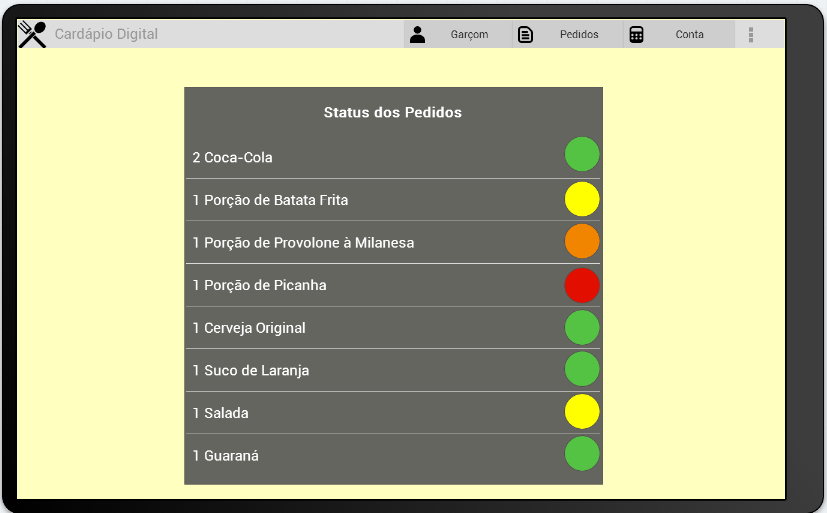 Cardápio Digital
Garçom
Pedidos
Conta
Status dos Pedidos
2 Coca-Cola
1 Porção de Batata Frita
1 Porção de Provolone à Milanesa
1 Porção de Picanha
1 Cerveja Original
1 Suco de Laranja
1 Salada
1 Guaraná